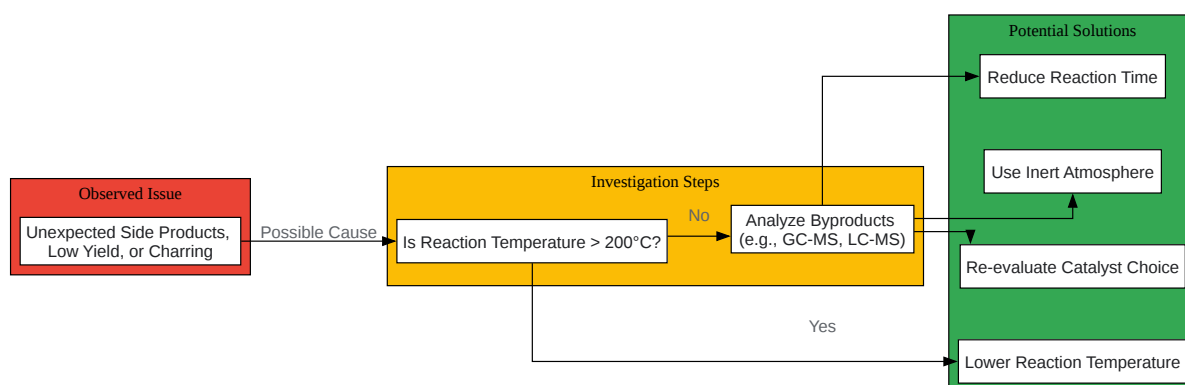 Potential Solutions
Reduce Reaction Time
Use Inert Atmosphere
Re-evaluate Catalyst Choice
Lower Reaction Temperature
Investigation Steps
Is Reaction Temperature > 200°C?
No
Analyze Byproducts
(e.g., GC-MS, LC-MS)
Yes
Observed Issue
Unexpected Side Products,
Low Yield, or Charring
Possible Cause